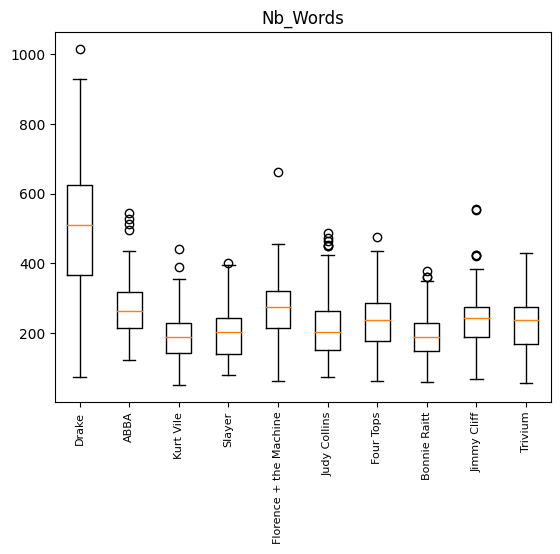 Nb_Words
1000
800
600
400
200
Drake
ABBA
Kurt Vile
Slayer
Florence + the Machine
Judy Collins
Four Tops
Bonnie Raitt
Jimmy Cliff
Trivium